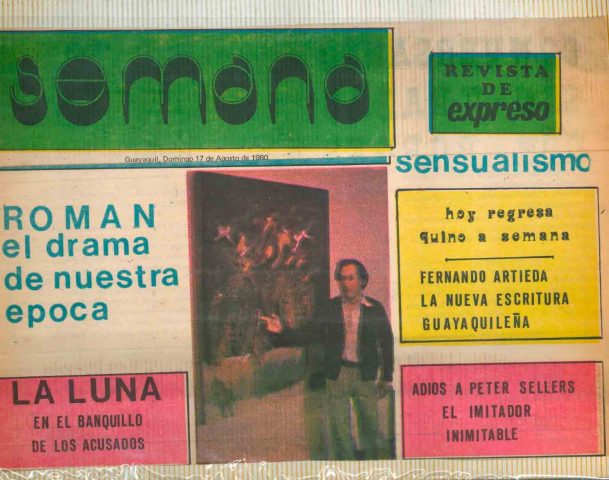 semana
REVISTA
DE
expreso
Guayaquil, Domingo 17 de Agosto de 1980
sensualismo
ROMAN
el drama
de nuestra
epoca
hoy regresa
quino a semana
FERNANDO ARTIEDA
LA NUEVA ESCRITURA
GUAYAQUILEÑA
LA LUNA
EN EL BANQUILLO
DE LOS ACUSADOS
ADIOS A PETER SELLERS
EL IMITADOR
INIMITABLE